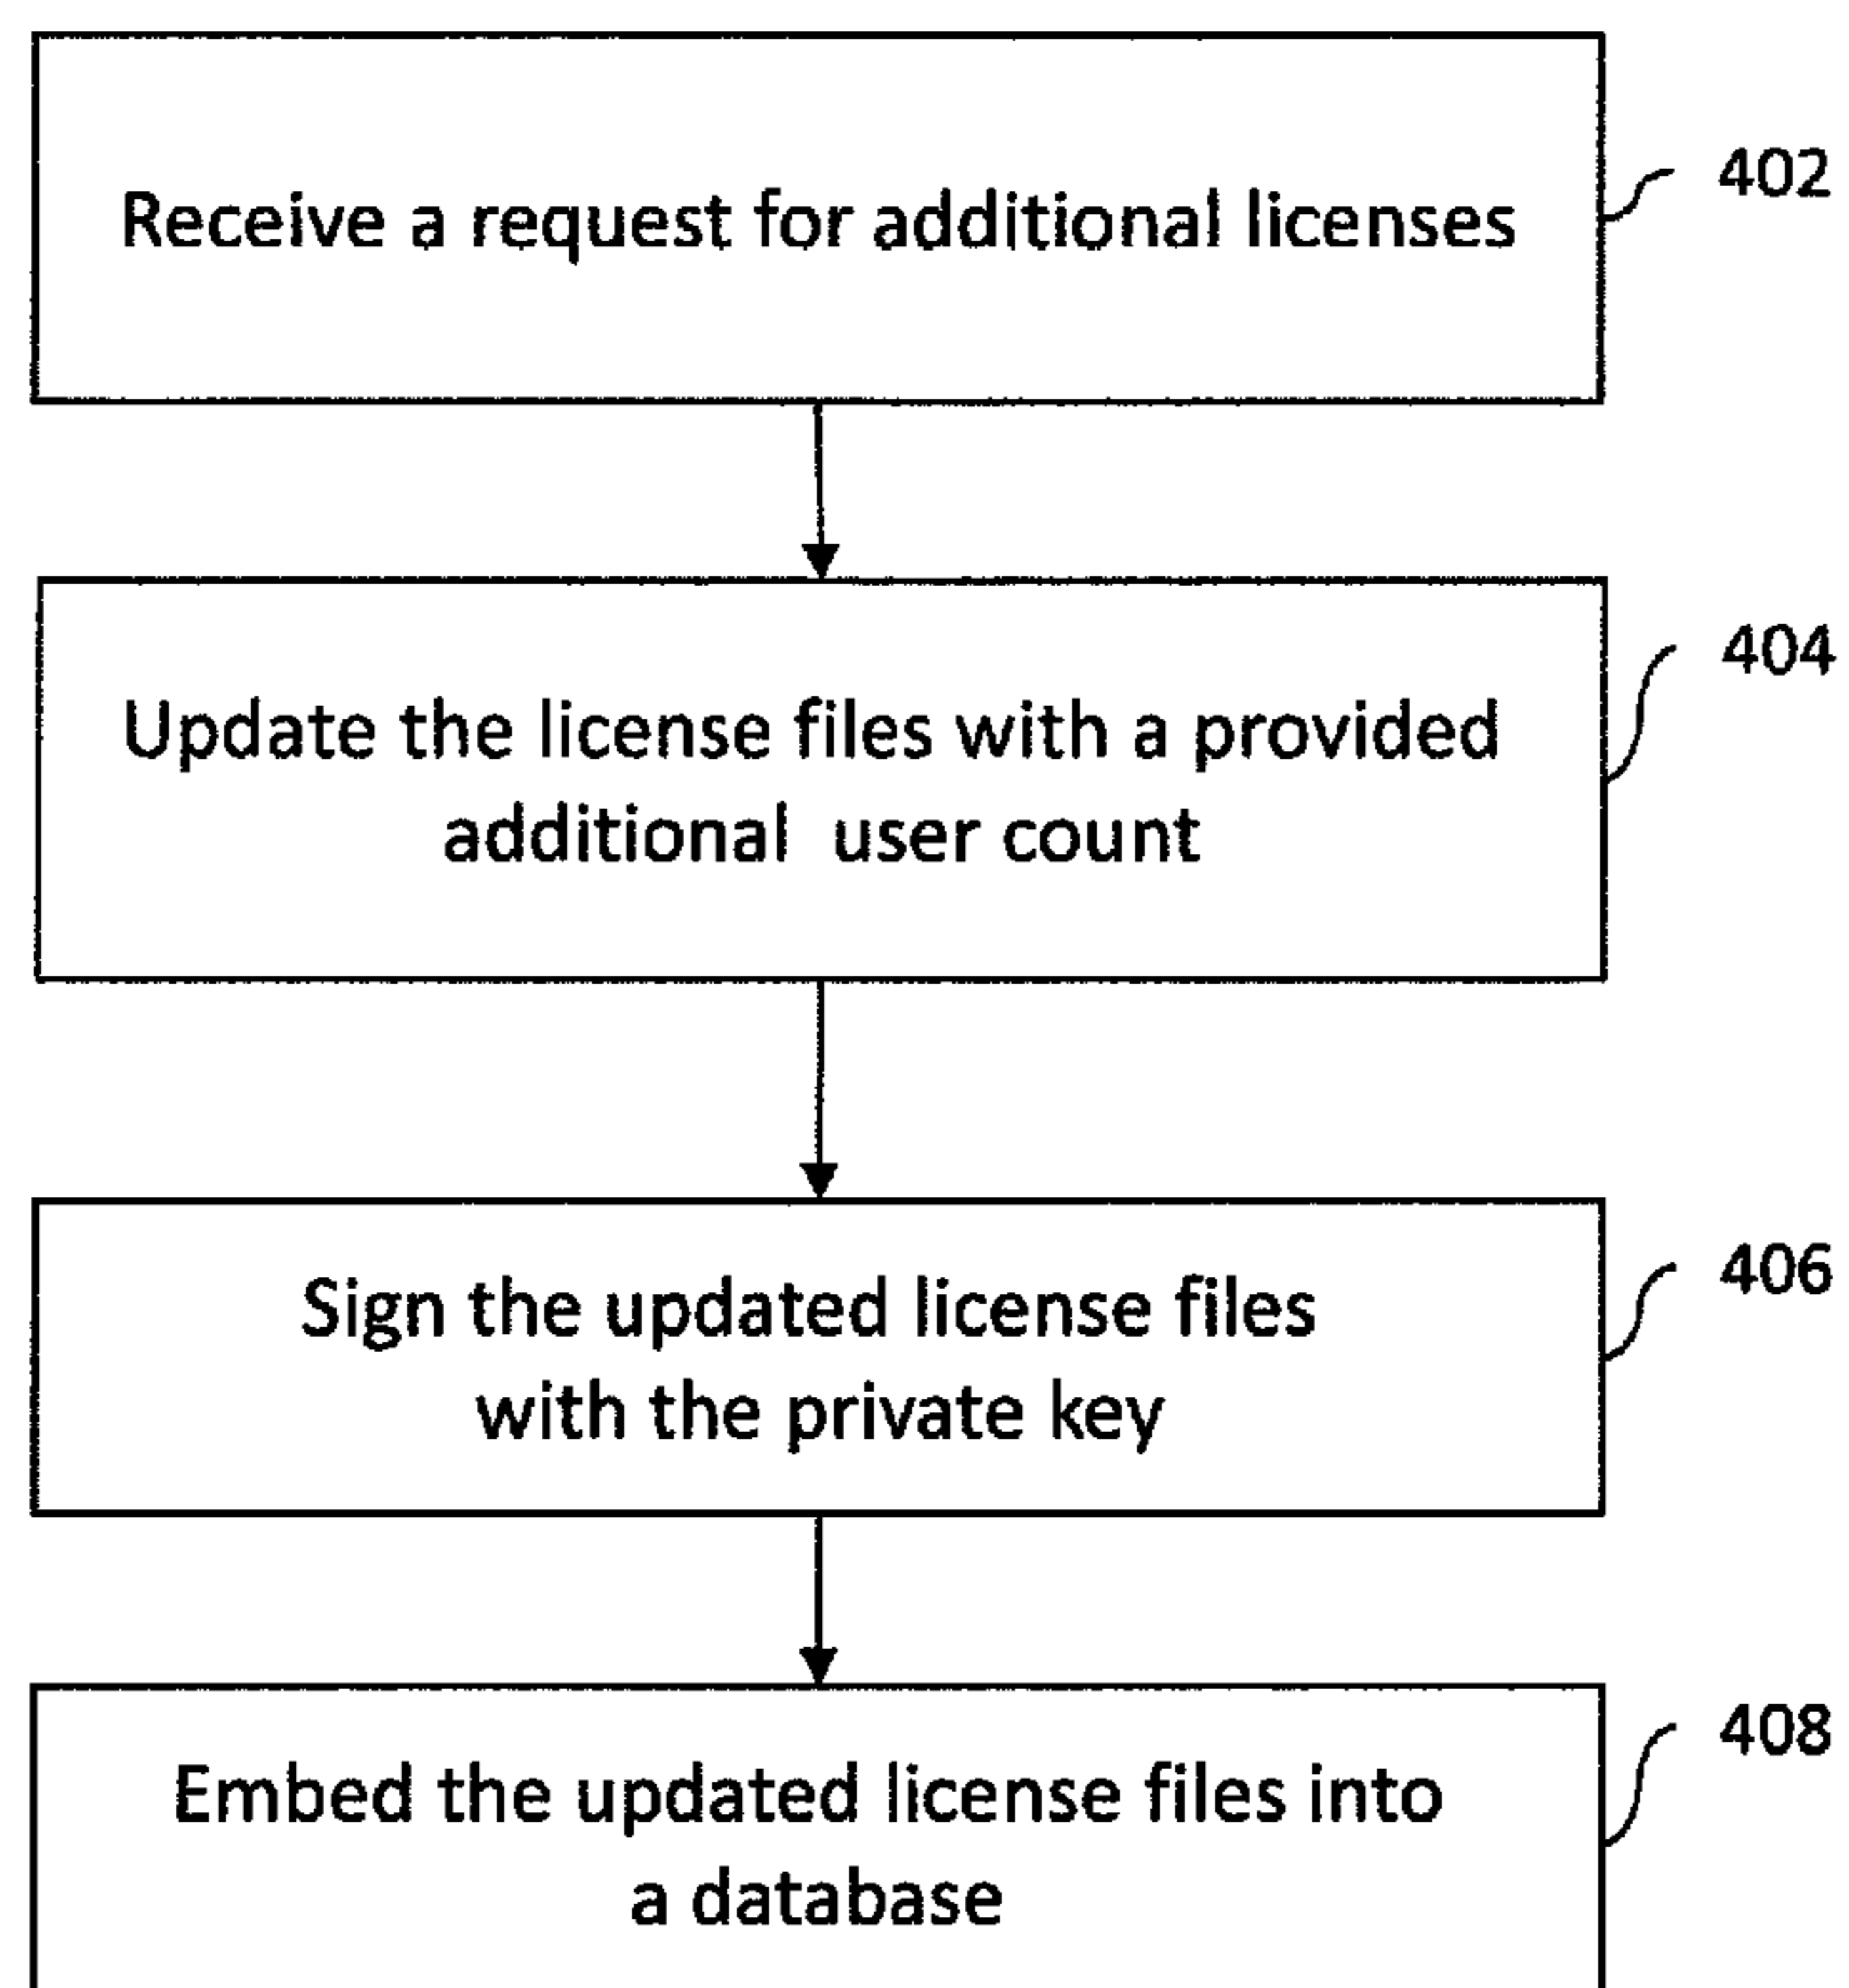 Receive a request for additional licenses
402
Update the license files with a provided
additional user count
404
Sign the updated license files
with the private key
406
Embed the updated license files into
a database
408